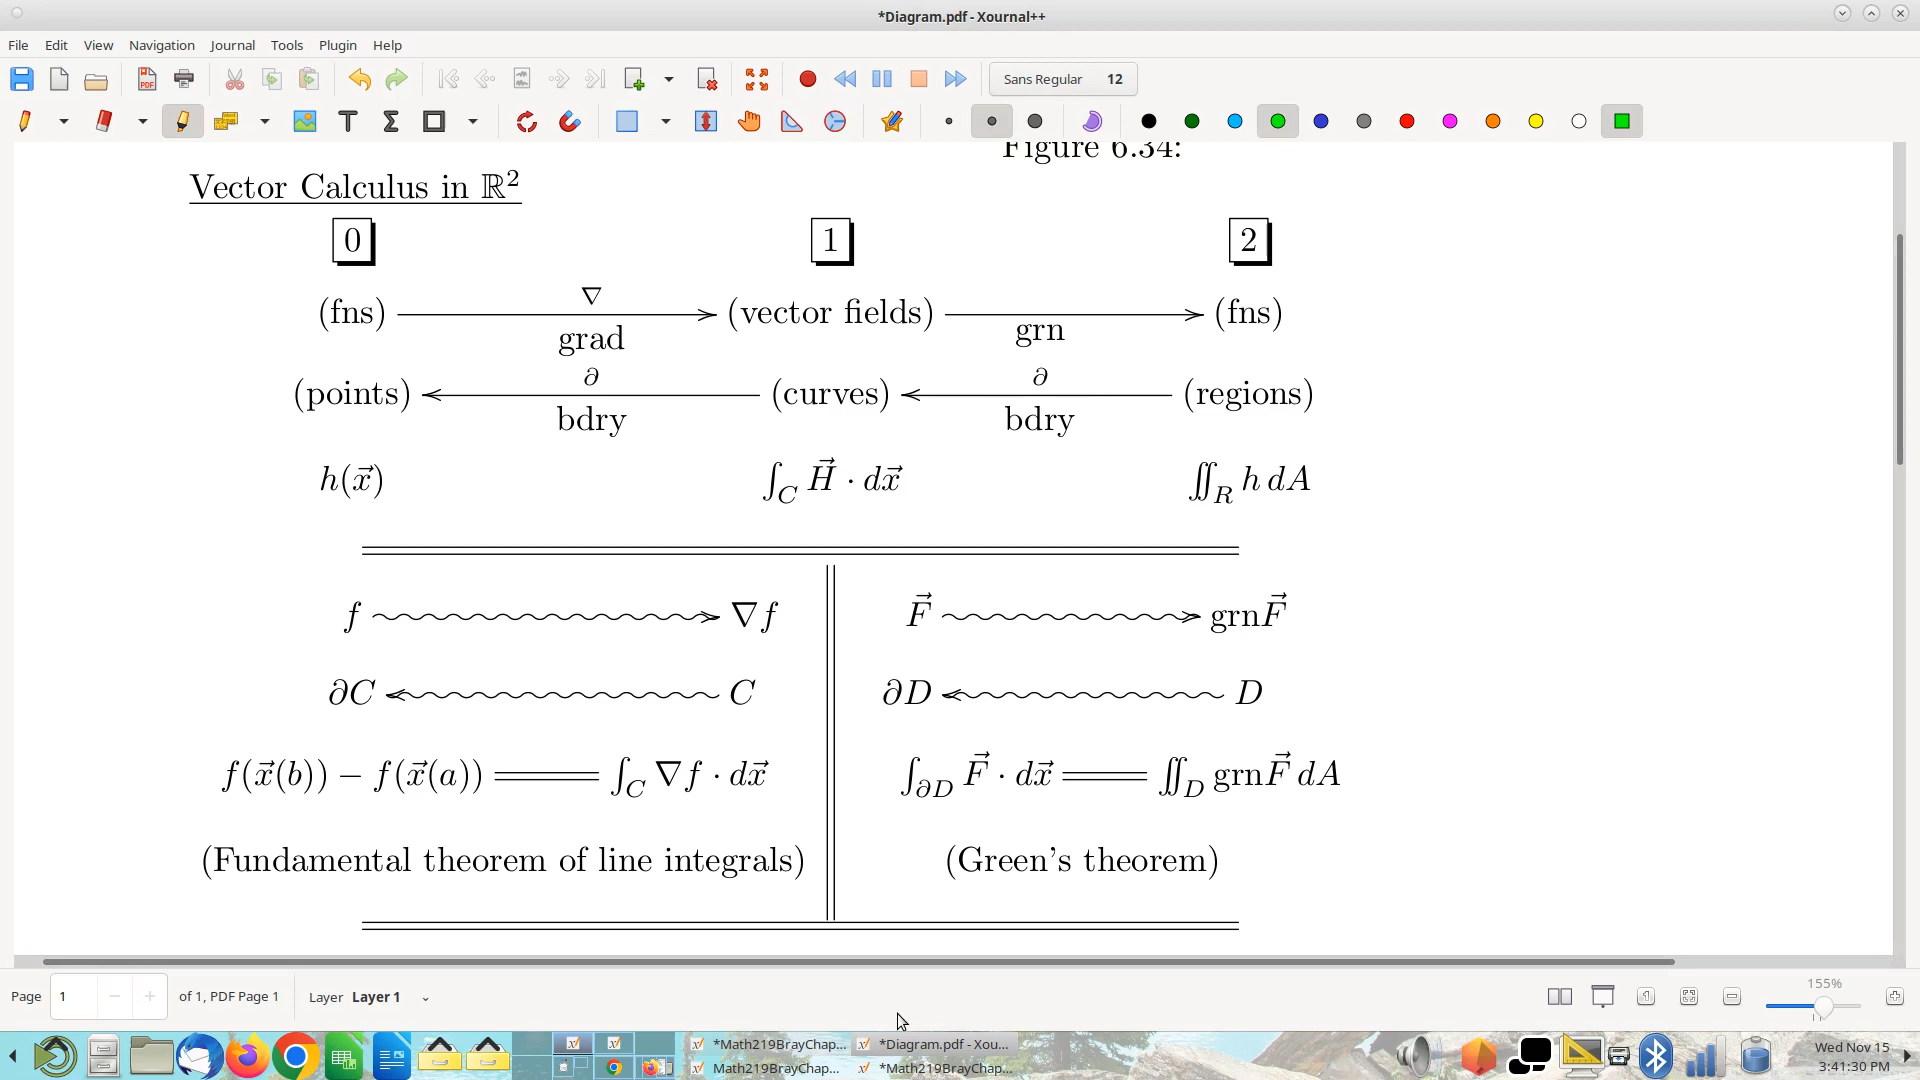 *Diagram.pdf - Xournal++
File Edit View Navigation Journal Tools Plugin Help
Sans Regular 12
Figure 6.34:
Vector Calculus in ℝ²
0 1 2
(fns) ∇ grad (vector fields) grn (fns)
(points) ∂ bdry (curves) ∂ bdry (regions)
h(x⃗) ∫_C H⃗ · dx⃗ ∬_R h dA
f ∇f F⃗ grnF⃗
∂C C ∂D D
f(x⃗(b)) − f(x⃗(a)) = ∫_C ∇f · dx⃗ ∫_∂D F⃗ · dx⃗ = ∬_D grnF⃗ dA
(Fundamental theorem of line integrals) (Green's theorem)
Page 1 of 1, PDF Page 1 Layer Layer 1 155%
*Math219BrayChap... *Diagram.pdf - Xou... Wed Nov 15
Math219BrayChap... *Math219BrayChap... 3:41:30 PM